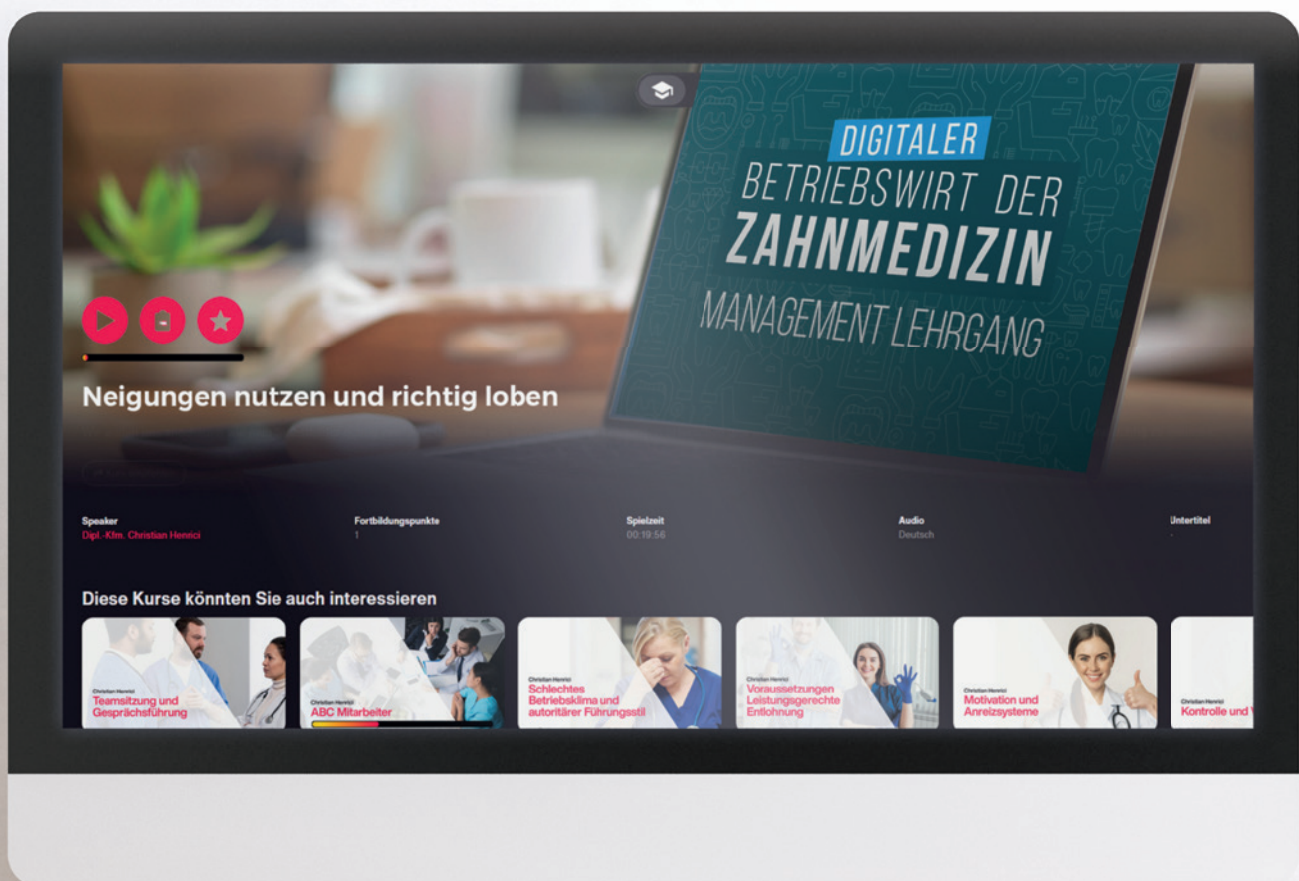 DIGITALER
BETRIEBSWIRT DER
ZAHNMEDIZIN
MANAGEMENT LEHRGANG
Neigungen nutzen und richtig loben
Speaker
Dipl.-Kfm. Christian Henrici
Fortbildungspunkte
1
Spielzeit
00:19:56
Audio
Deutsch
Untertitel
-
Diese Kurse könnten Sie auch interessieren
Christian Henrici
Teamsitzung und
Gesprächsführung
Christian Henrici
ABC Mitarbeiter
Christian Henrici
Schlechtes
Betriebsklima und
autoritärer Führungsstil
Christian Henrici
Voraussetzungen
Leistungsgerechte
Entlohnung
Christian Henrici
Motivation und
Anreizsysteme
Christian Henrici
Kontrolle und